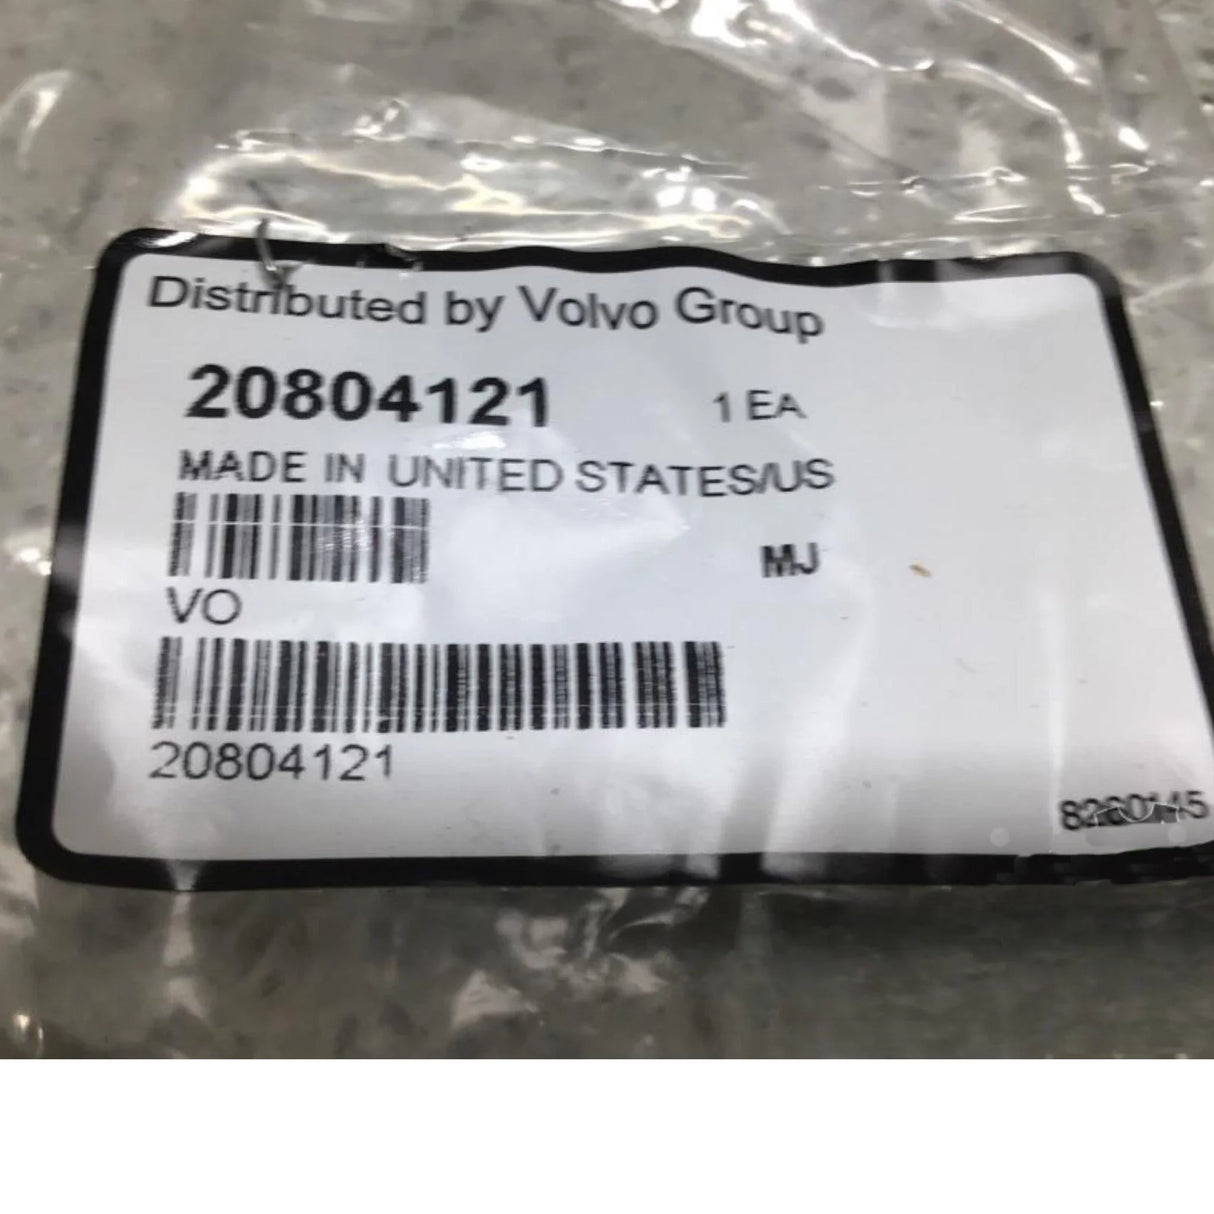 Distributed by Volvo Group
20804121 1 EA
MADE IN UNITED STATES/US
MJ
VO
20804121